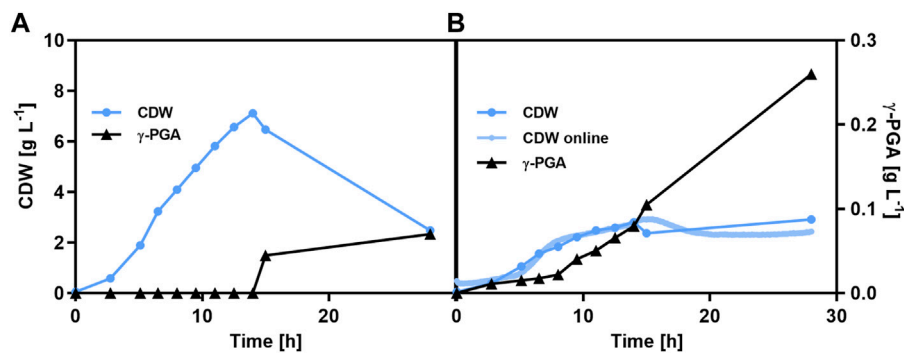 A
B
10
8
6
4
2
0
CDW [g L⁻¹]
CDW
γ-PGA
0
10
20
Time [h]
CDW
CDW online
γ-PGA
0
10
20
30
Time [h]
0.3
0.2
0.1
0.0
γ-PGA [g L⁻¹]